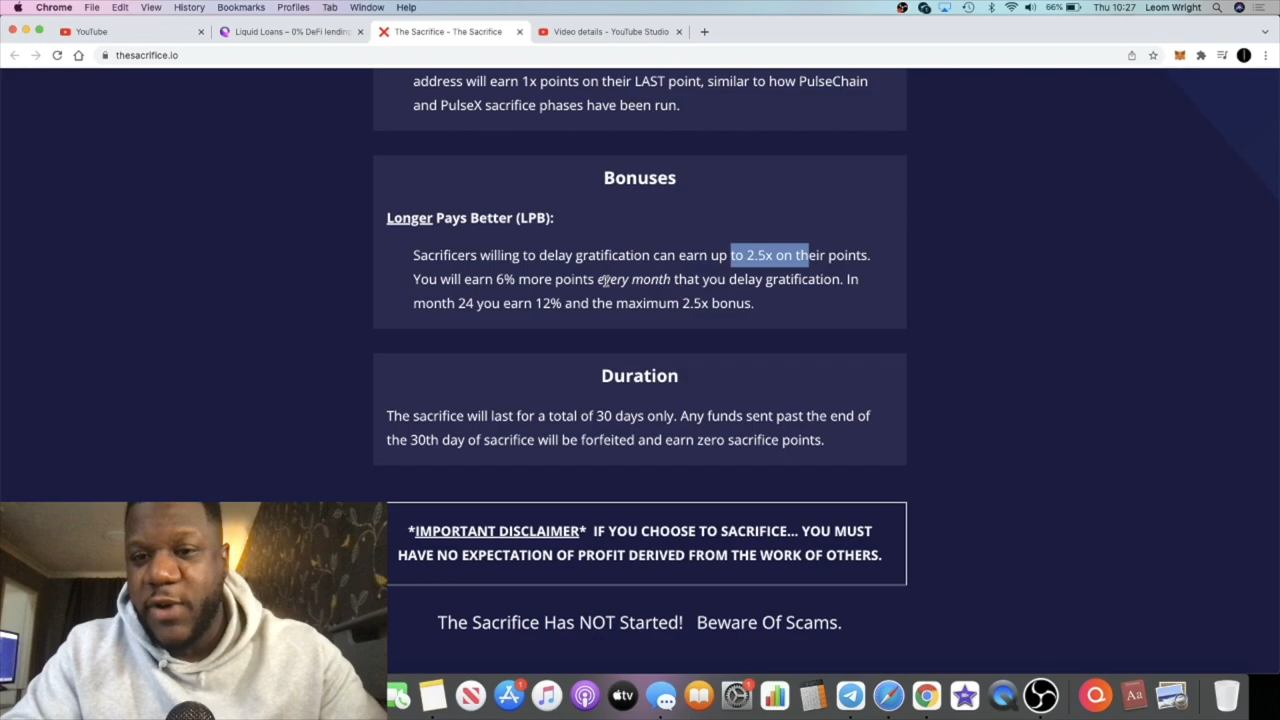 Chrome File Edit View History Bookmarks Profiles Tab Window Help 66% Thu 10:27 Leom Wright
YouTube Liquid Loans – 0% DeFi lending The Sacrifice - The Sacrifice Video details - YouTube Studio
thesacrifice.io
address will earn 1x points on their LAST point, similar to how PulseChain
and PulseX sacrifice phases have been run.
Bonuses
Longer Pays Better (LPB):
Sacrificers willing to delay gratification can earn up to 2.5x on their points.
You will earn 6% more points every month that you delay gratification. In
month 24 you earn 12% and the maximum 2.5x bonus.
Duration
The sacrifice will last for a total of 30 days only. Any funds sent past the end of
the 30th day of sacrifice will be forfeited and earn zero sacrifice points.
*IMPORTANT DISCLAIMER* IF YOU CHOOSE TO SACRIFICE... YOU MUST
HAVE NO EXPECTATION OF PROFIT DERIVED FROM THE WORK OF OTHERS.
The Sacrifice Has NOT Started! Beware Of Scams.
tv
Aa